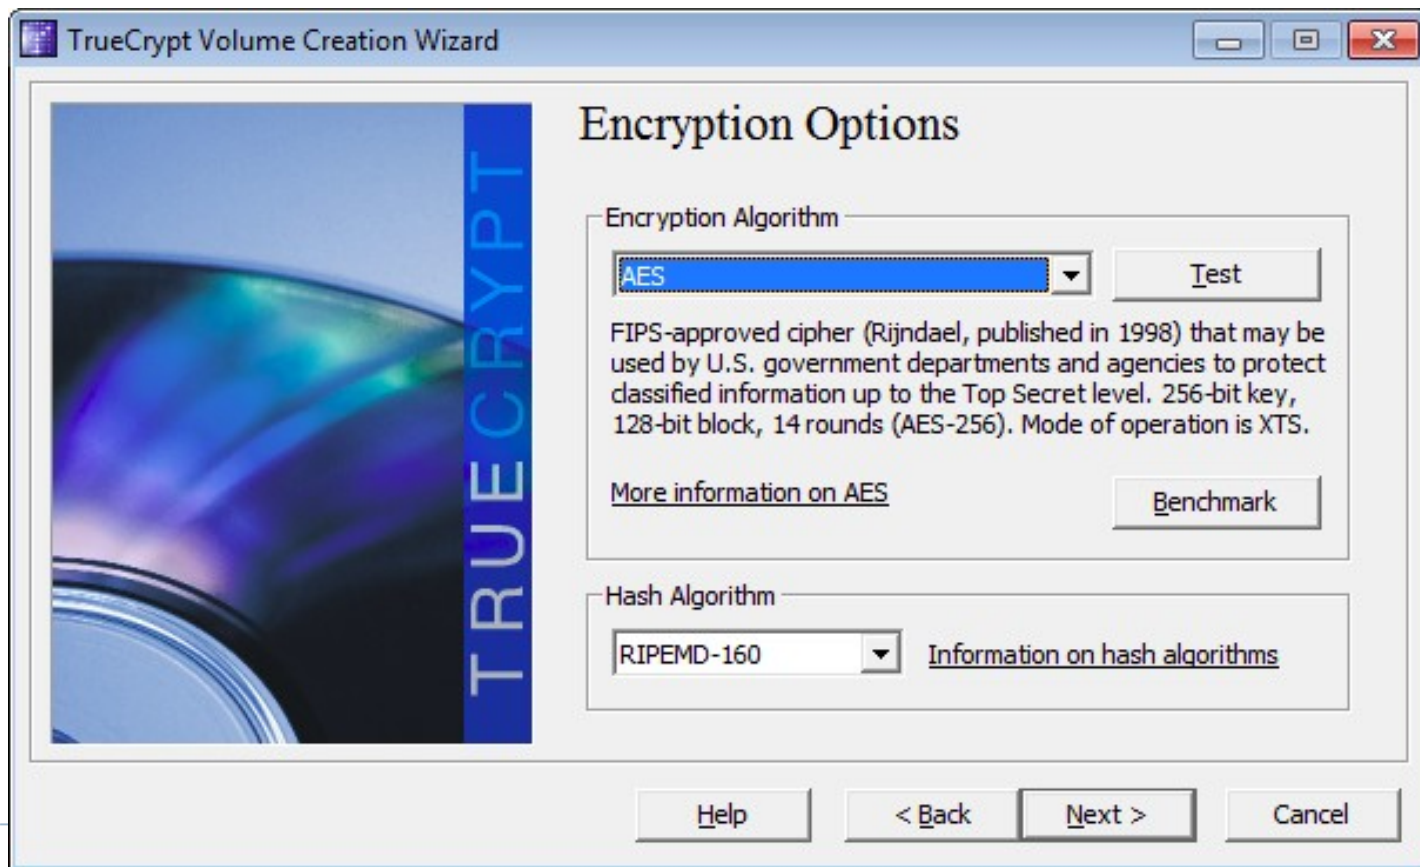 TrueCrypt Volume Creation Wizard
TRUECRYPT
Encryption Options
Encryption Algorithm
AES
Test
FIPS-approved cipher (Rijndael, published in 1998) that may be
used by U.S. government departments and agencies to protect
classified information up to the Top Secret level. 256-bit key,
128-bit block, 14 rounds (AES-256). Mode of operation is XTS.
More information on AES
Benchmark
Hash Algorithm
RIPEMD-160
Information on hash algorithms
Help
< Back
Next >
Cancel